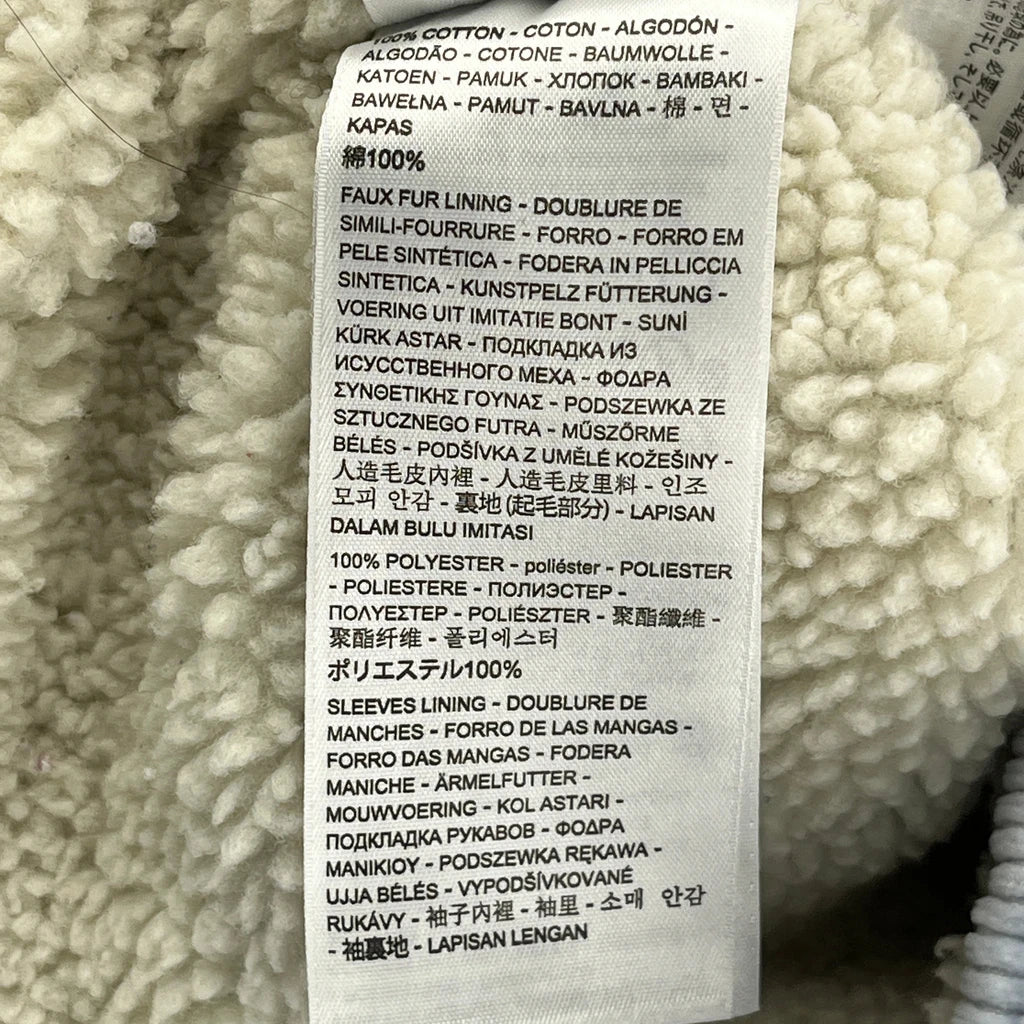 100% COTTON - COTON - ALGODÓN -
ALGODÃO - COTONE - BAUMWOLLE -
KATOEN - PAMUK - ХЛОПОК - BAMBAKI -
BAWEŁNA - PAMUT - BAVLNA - 棉 - 면 -
KAPAS
綿100%
FAUX FUR LINING - DOUBLURE DE
SIMILI-FOURRURE - FORRO - FORRO EM
PELE SINTÉTICA - FODERA IN PELLICCIA
SINTETICA - KUNSTPELZ FÜTTERUNG -
VOERING UIT IMITATIE BONT - SUNİ
KÜRK ASTAR - ПОДКЛАДКА ИЗ
ИСУССТВЕННОГО МЕХА - ΦΟΔΡΑ
ΣΥΝΘΕΤΙΚΗΣ ΓΟΥΝΑΣ - PODSZEWKA ZE
SZTUCZNEGO FUTRA - MŰSZŐRME
BÉLÉS - PODŠÍVKA Z UMĚLÉ KOŽEŠINY -
人造毛皮內裡 - 人造毛皮里料 - 인조
모피 안감 - 裏地 (起毛部分) - LAPISAN
DALAM BULU IMITASI
100% POLYESTER - poliéster - POLIESTER
- POLIESTERE - ПОЛИЭСТЕР -
ΠΟΛΥΕΣΤΕΡ - POLIÉSZTER - 聚酯纖維 -
聚酯纤维 - 폴리에스터
ポリエステル100%
SLEEVES LINING - DOUBLURE DE
MANCHES - FORRO DE LAS MANGAS -
FORRO DAS MANGAS - FODERA
MANICHE - ÄRMELFUTTER -
MOUWVOERING - KOL ASTARI -
ПОДКЛАДКА РУКАВОВ - ΦΟΔΡΑ
ΜΑΝΙΚΙΟΥ - PODSZEWKA RĘKAWA -
UJJA BÉLÉS - VYPODŠÍVKOVANÉ
RUKÁVY - 袖子內裡 - 袖里 - 소매 안감
- 袖裏地 - LAPISAN LENGAN